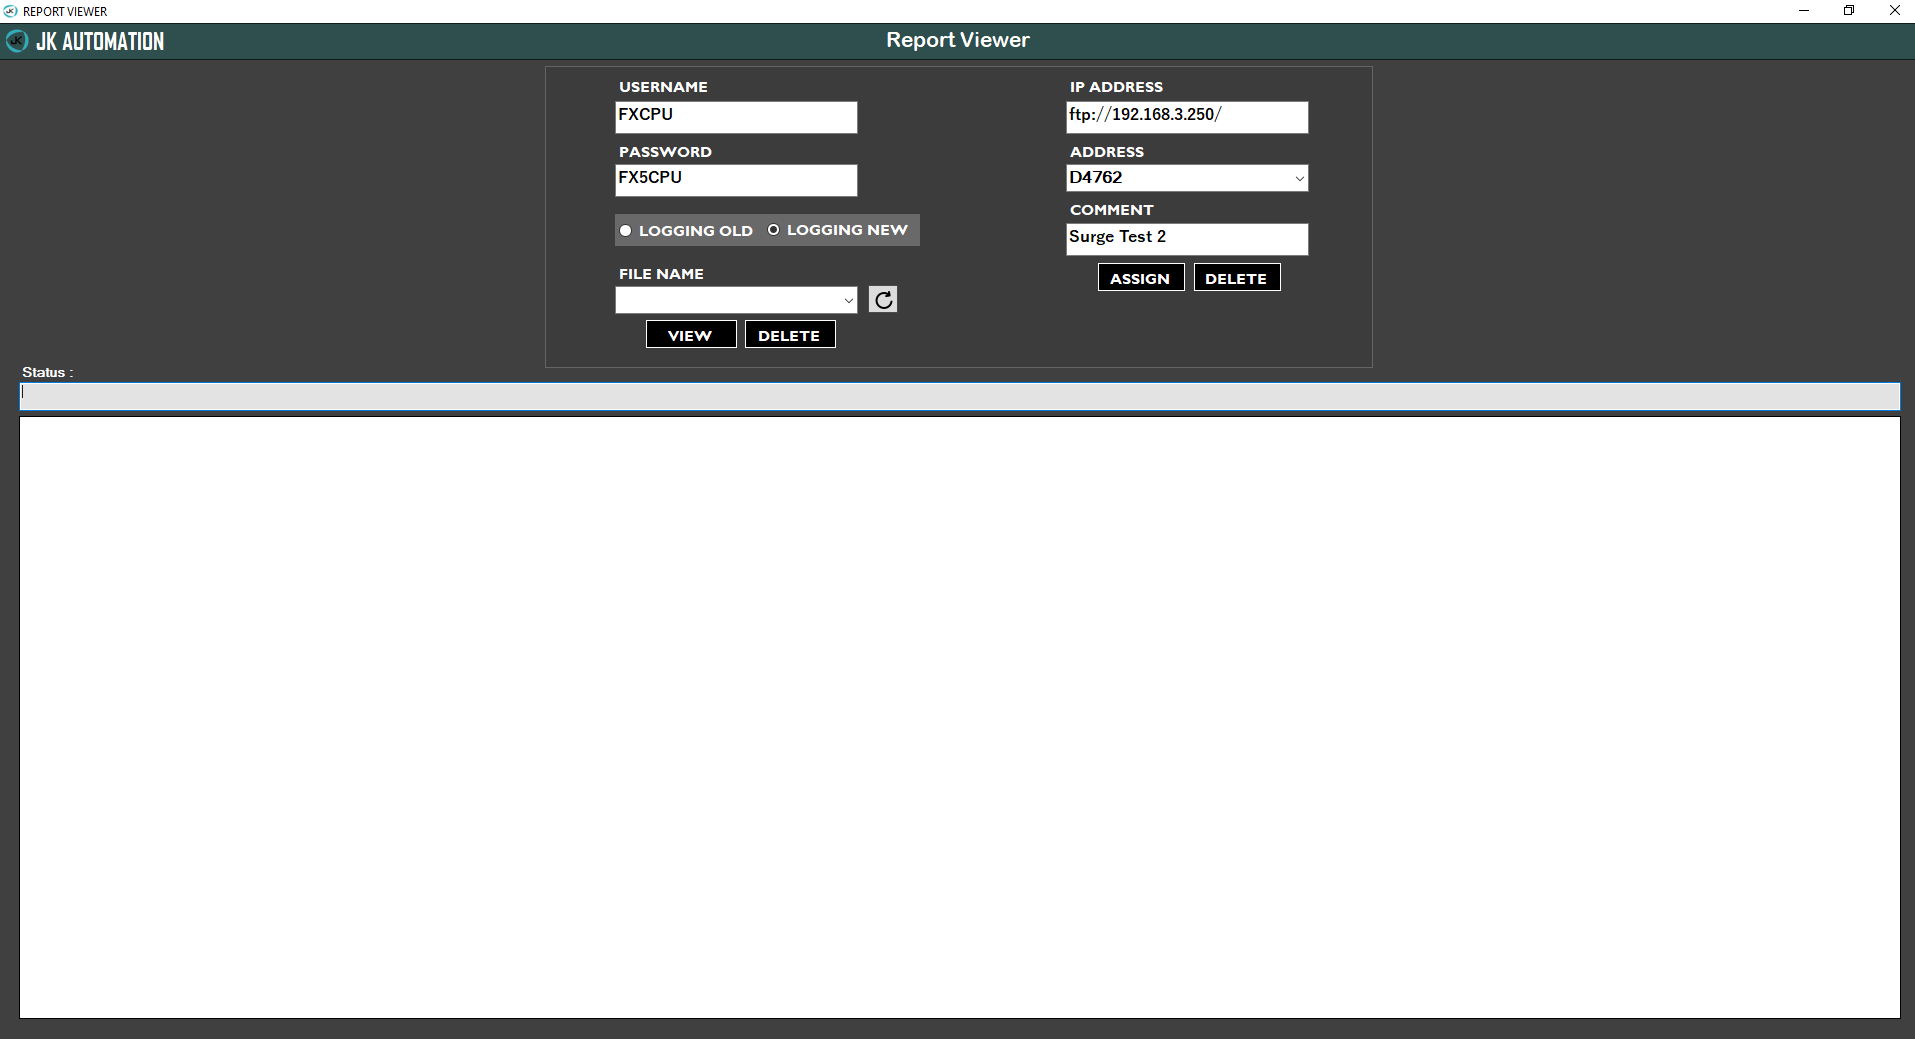 REPORT VIEWER
JK AUTOMATION
Report Viewer
USERNAME
FXCPU
PASSWORD
FX5CPU
LOGGING OLD LOGGING NEW
FILE NAME
VIEW DELETE
IP ADDRESS
ftp://192.168.3.250/
ADDRESS
D4762
COMMENT
Surge Test 2
ASSIGN DELETE
Status :